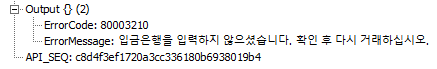 Output {} (2)
ErrorCode: 80003210
ErrorMessage: 입금은행을 입력하지 않으셨습니다. 확인 후 다시 거래하십시오.
API_SEQ: c8d4f3ef1720a3cc336180b6938019b4